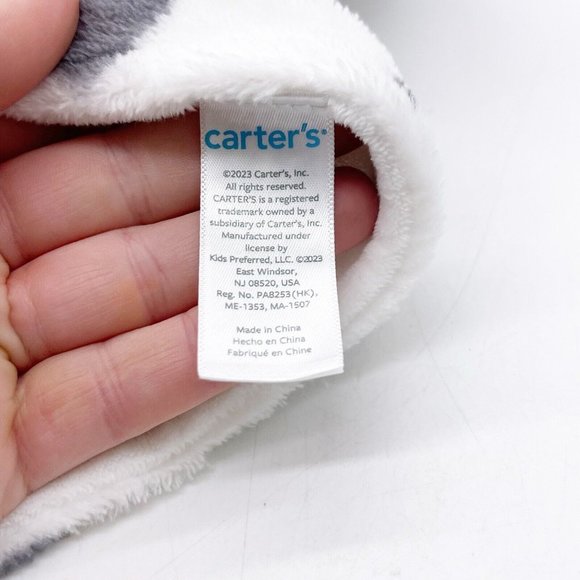 carter's®
©2023 Carter's, Inc.
All rights reserved.
CARTER'S is a registered
trademark owned by a
subsidiary of Carter's, Inc.
Manufactured under
license by
Kids Preferred, LLC. ©2023
East Windsor,
NJ 08520, USA
Reg. No. PA8253(HK),
ME-1353, MA-1507
Made in China
Hecho en China
Fabriqué en Chine